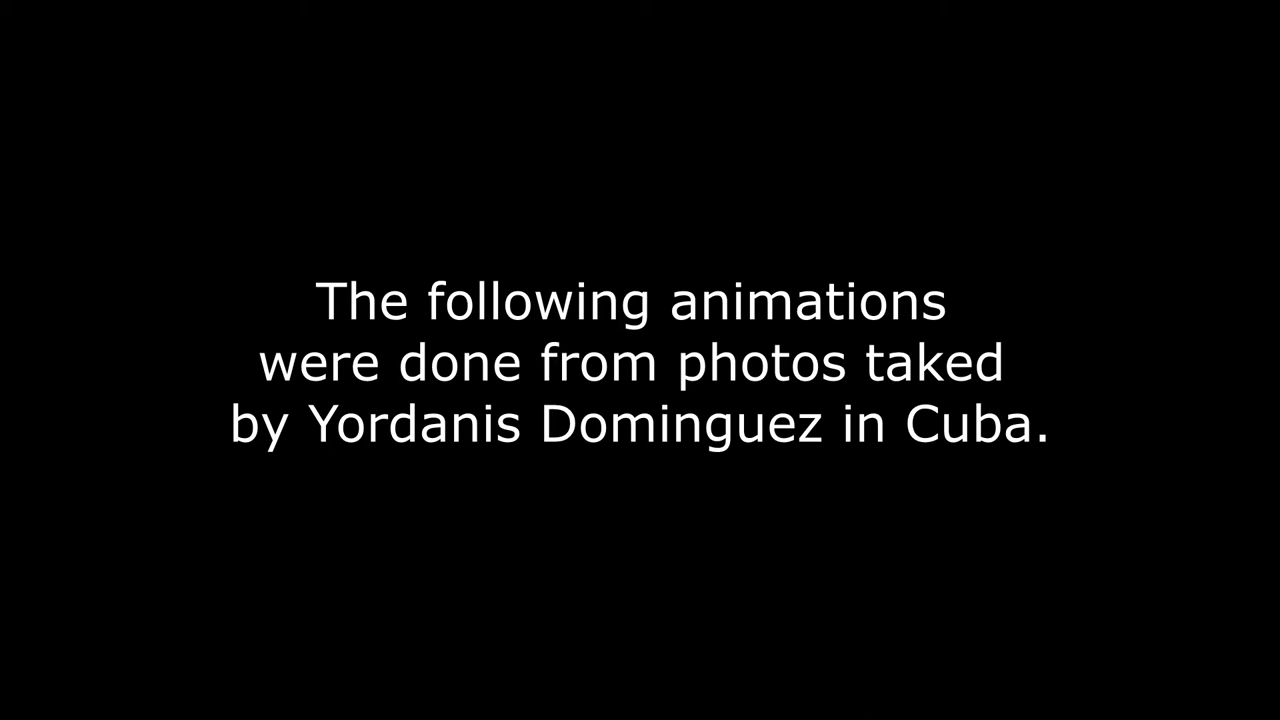 The following animations
were done from photos taked
by Yordanis Dominguez in Cuba.